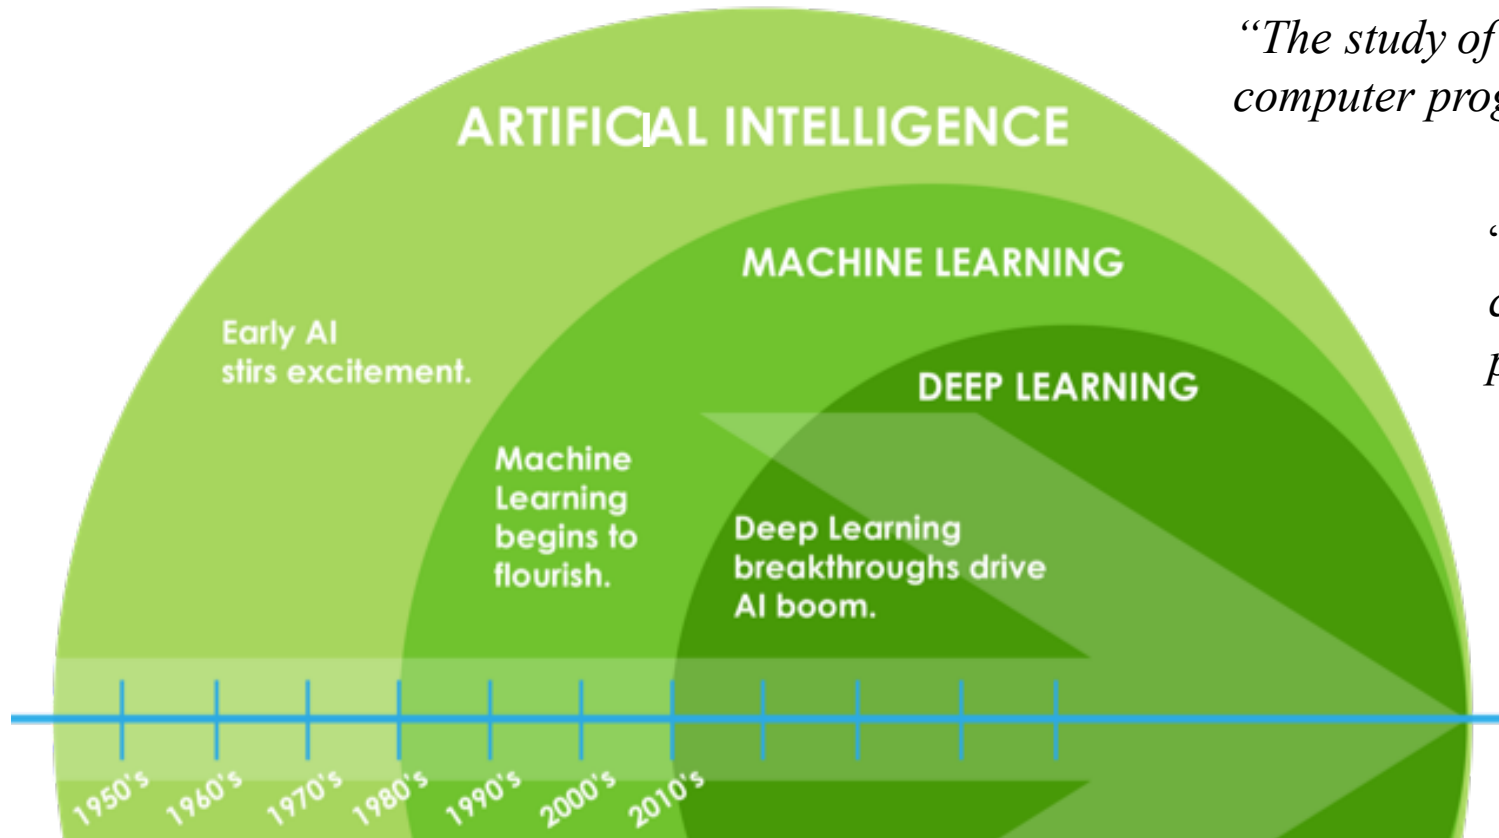 “The study of
computer prog
ARTIFICIAL INTELLIGENCE
MACHINE LEARNING
Early AI
stirs excitement.
DEEP LEARNING
Machine
Learning
begins to
flourish.
Deep Learning
breakthroughs drive
AI boom.
1950's
1960's
1970's
1980's
1990's
2000's
2010's